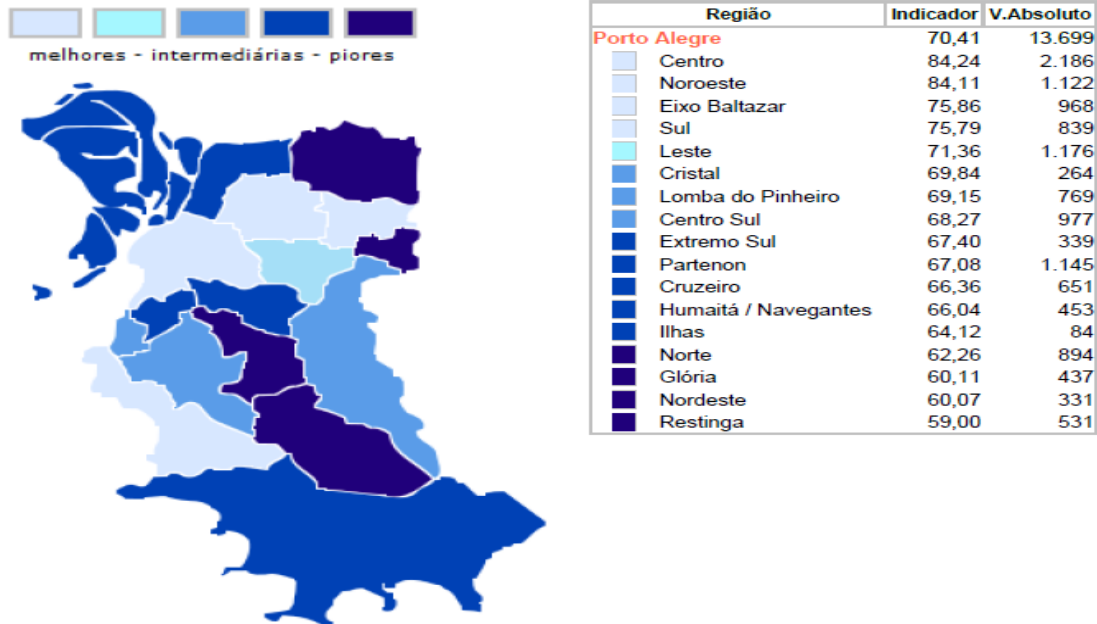 melhores - intermediárias - piores
Região Indicador V.Absoluto
Porto Alegre 70,41 13.699
Centro 84,24 2.186
Noroeste 84,11 1.122
Eixo Baltazar 75,86 968
Sul 75,79 839
Leste 71,36 1.176
Cristal 69,84 264
Lomba do Pinheiro 69,15 769
Centro Sul 68,27 977
Extremo Sul 67,40 339
Partenon 67,08 1.145
Cruzeiro 66,36 651
Humaitá / Navegantes 66,04 453
Ilhas 64,12 84
Norte 62,26 894
Glória 60,11 437
Nordeste 60,07 331
Restinga 59,00 531